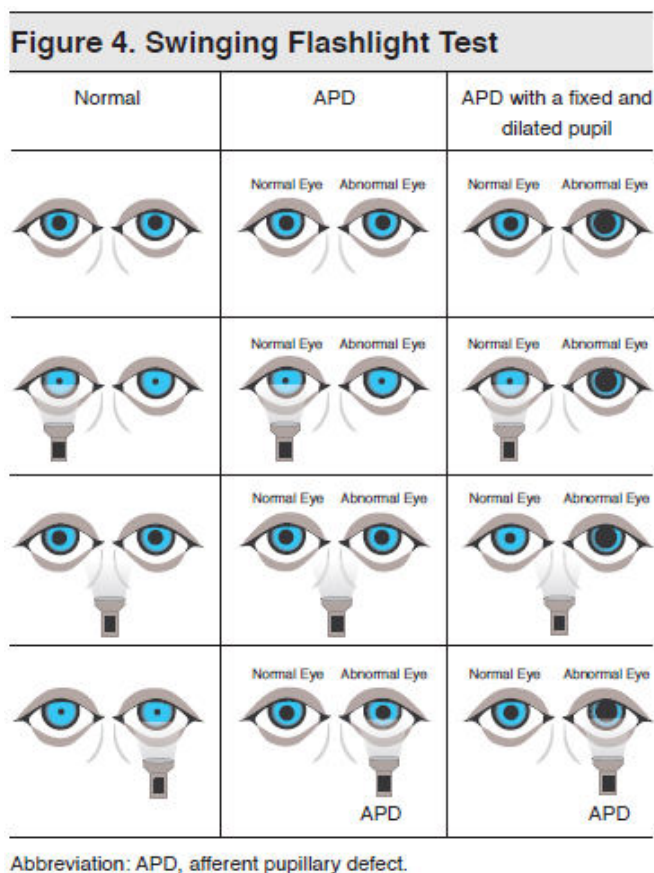 Figure 4. Swinging Flashlight Test
Normal
APD
APD with a fixed and
dilated pupil
Normal Eye Abnormal Eye
Normal Eye Abnormal Eye
Normal Eye Abnormal Eye
Normal Eye Abnormal Eye
Normal Eye Abnormal Eye
Normal Eye Abnormal Eye
Normal Eye Abnormal Eye
Normal Eye Abnormal Eye
APD
APD
Abbreviation: APD, afferent pupillary defect.